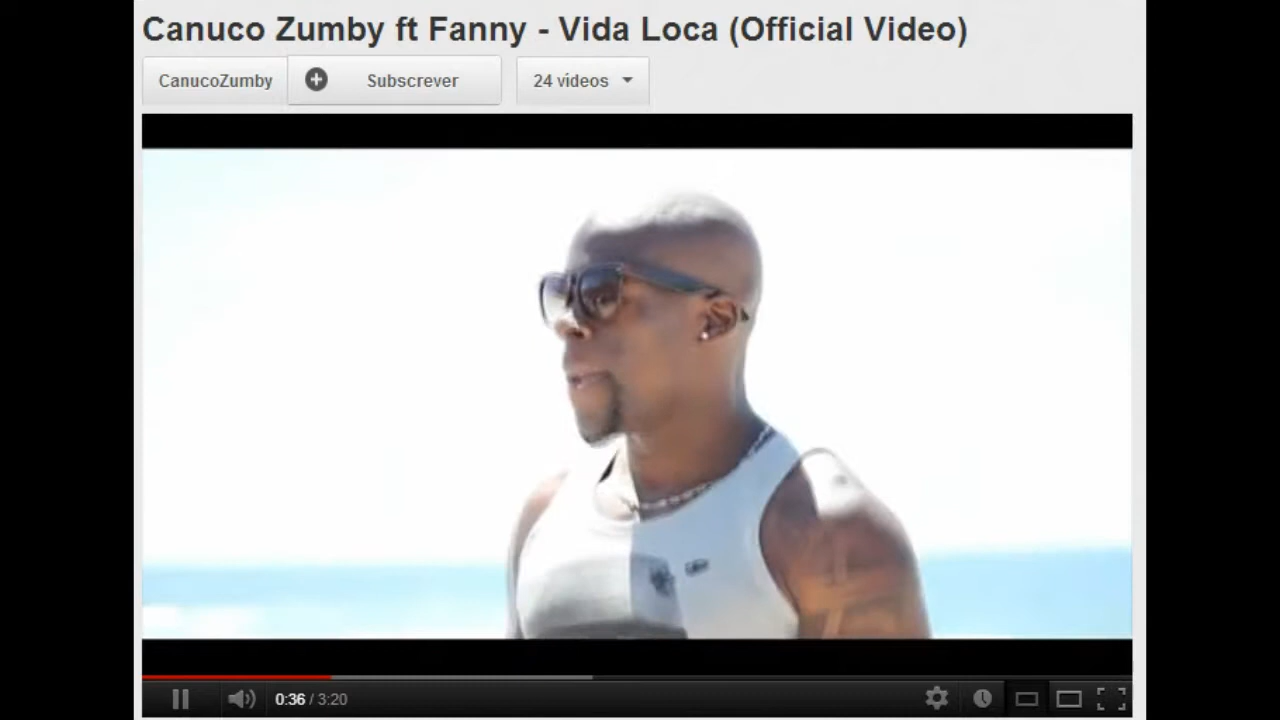 Canuco Zumby ft Fanny - Vida Loca (Official Video)
CanucoZumby Subscrever 24 videos
0:36 / 3:20